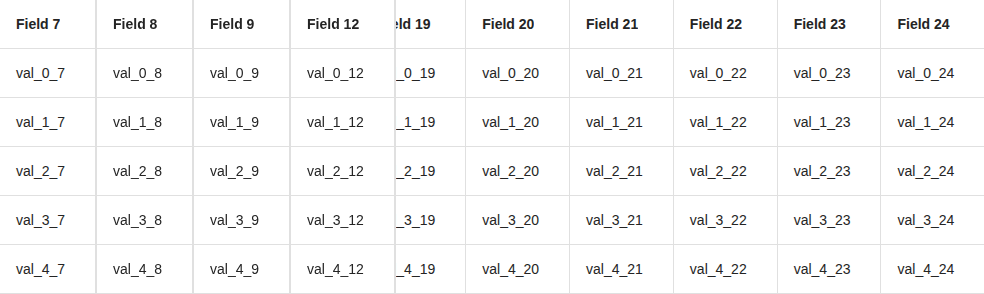 Field 7 Field 8 Field 9 Field 12 eld 19 Field 20 Field 21 Field 22 Field 23 Field 24
val_0_7 val_0_8 val_0_9 val_0_12 _0_19 val_0_20 val_0_21 val_0_22 val_0_23 val_0_24
val_1_7 val_1_8 val_1_9 val_1_12 _1_19 val_1_20 val_1_21 val_1_22 val_1_23 val_1_24
val_2_7 val_2_8 val_2_9 val_2_12 _2_19 val_2_20 val_2_21 val_2_22 val_2_23 val_2_24
val_3_7 val_3_8 val_3_9 val_3_12 _3_19 val_3_20 val_3_21 val_3_22 val_3_23 val_3_24
val_4_7 val_4_8 val_4_9 val_4_12 _4_19 val_4_20 val_4_21 val_4_22 val_4_23 val_4_24